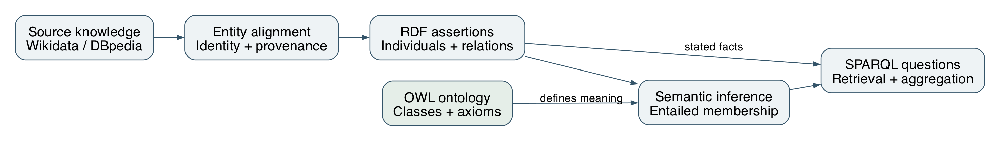 Source knowledge
Wikidata / DBpedia
Entity alignment
Identity + provenance
RDF assertions
Individuals + relations
stated facts
SPARQL questions
Retrieval + aggregation
OWL ontology
Classes + axioms
defines meaning
Semantic inference
Entailed membership